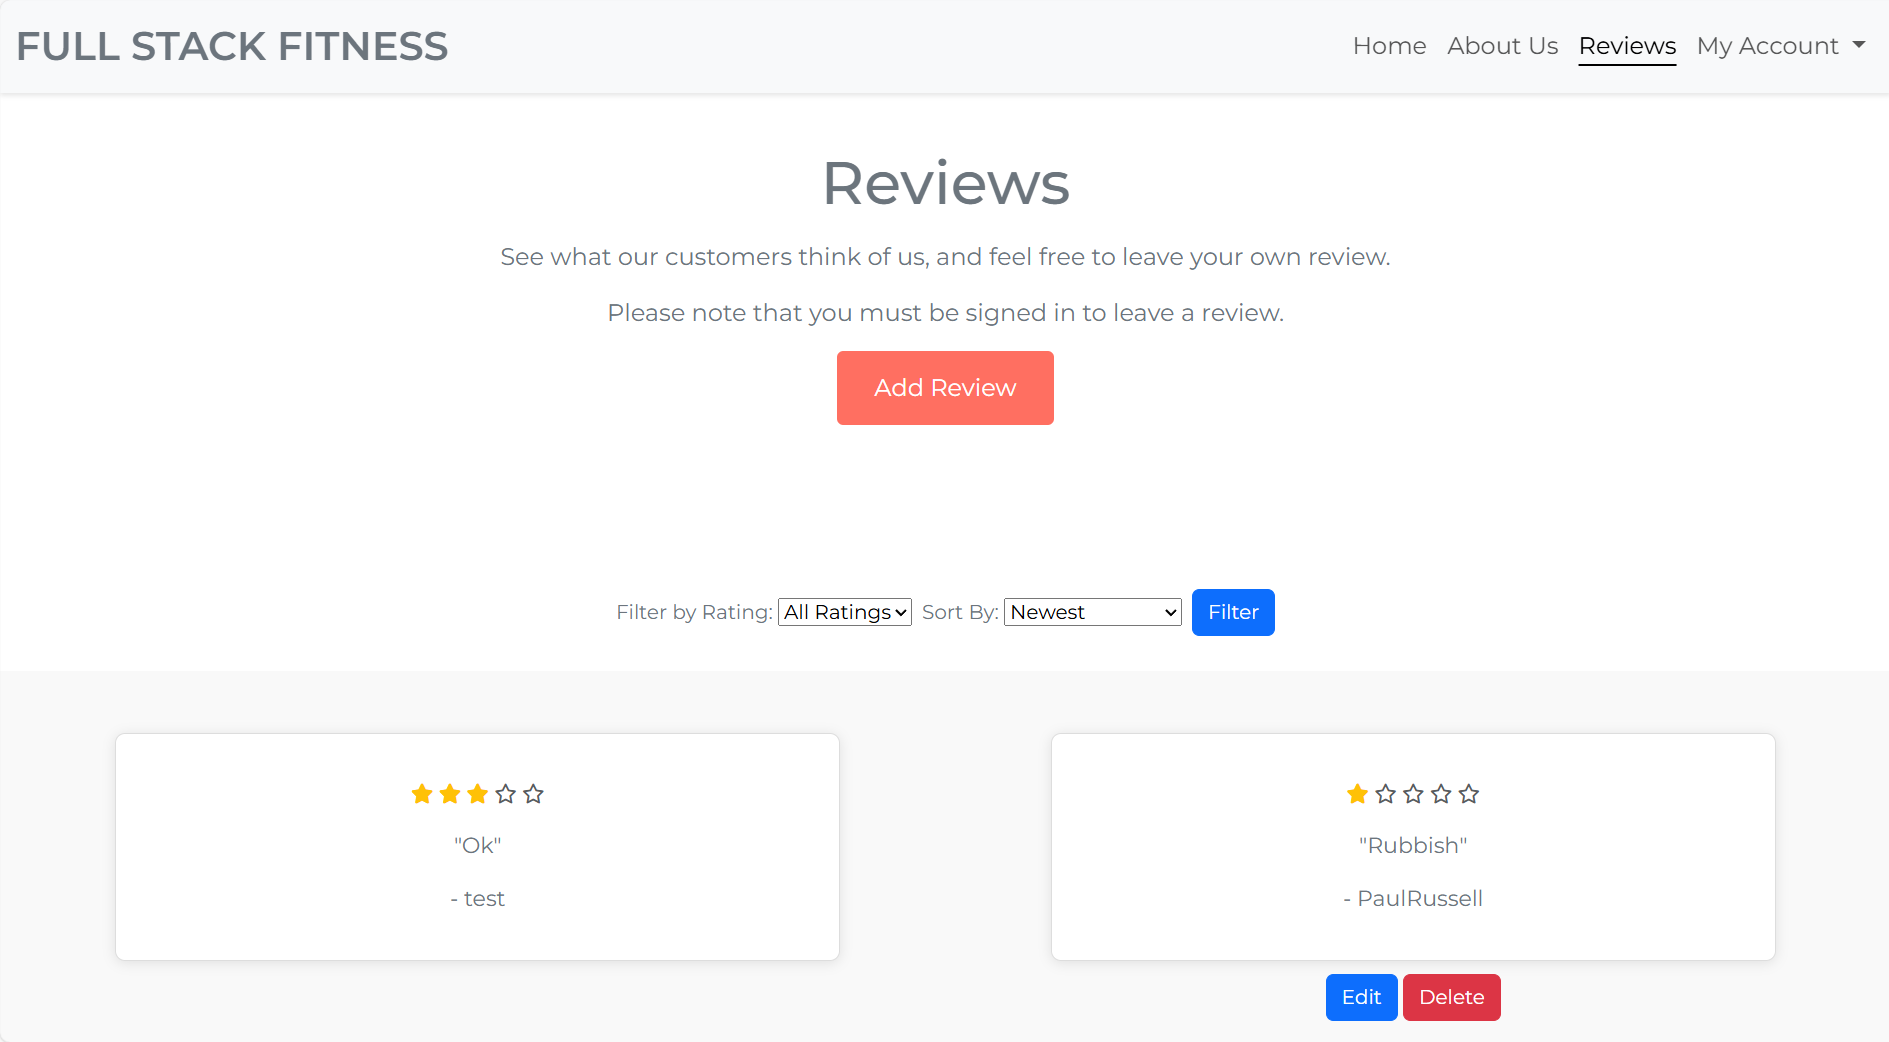 FULL STACK FITNESS
Home About Us Reviews My Account
Reviews
See what our customers think of us, and feel free to leave your own review.
Please note that you must be signed in to leave a review.
Add Review
Filter by Rating: All Ratings Sort By: Newest Filter
"Ok"
- test
"Rubbish"
- PaulRussell
Edit Delete